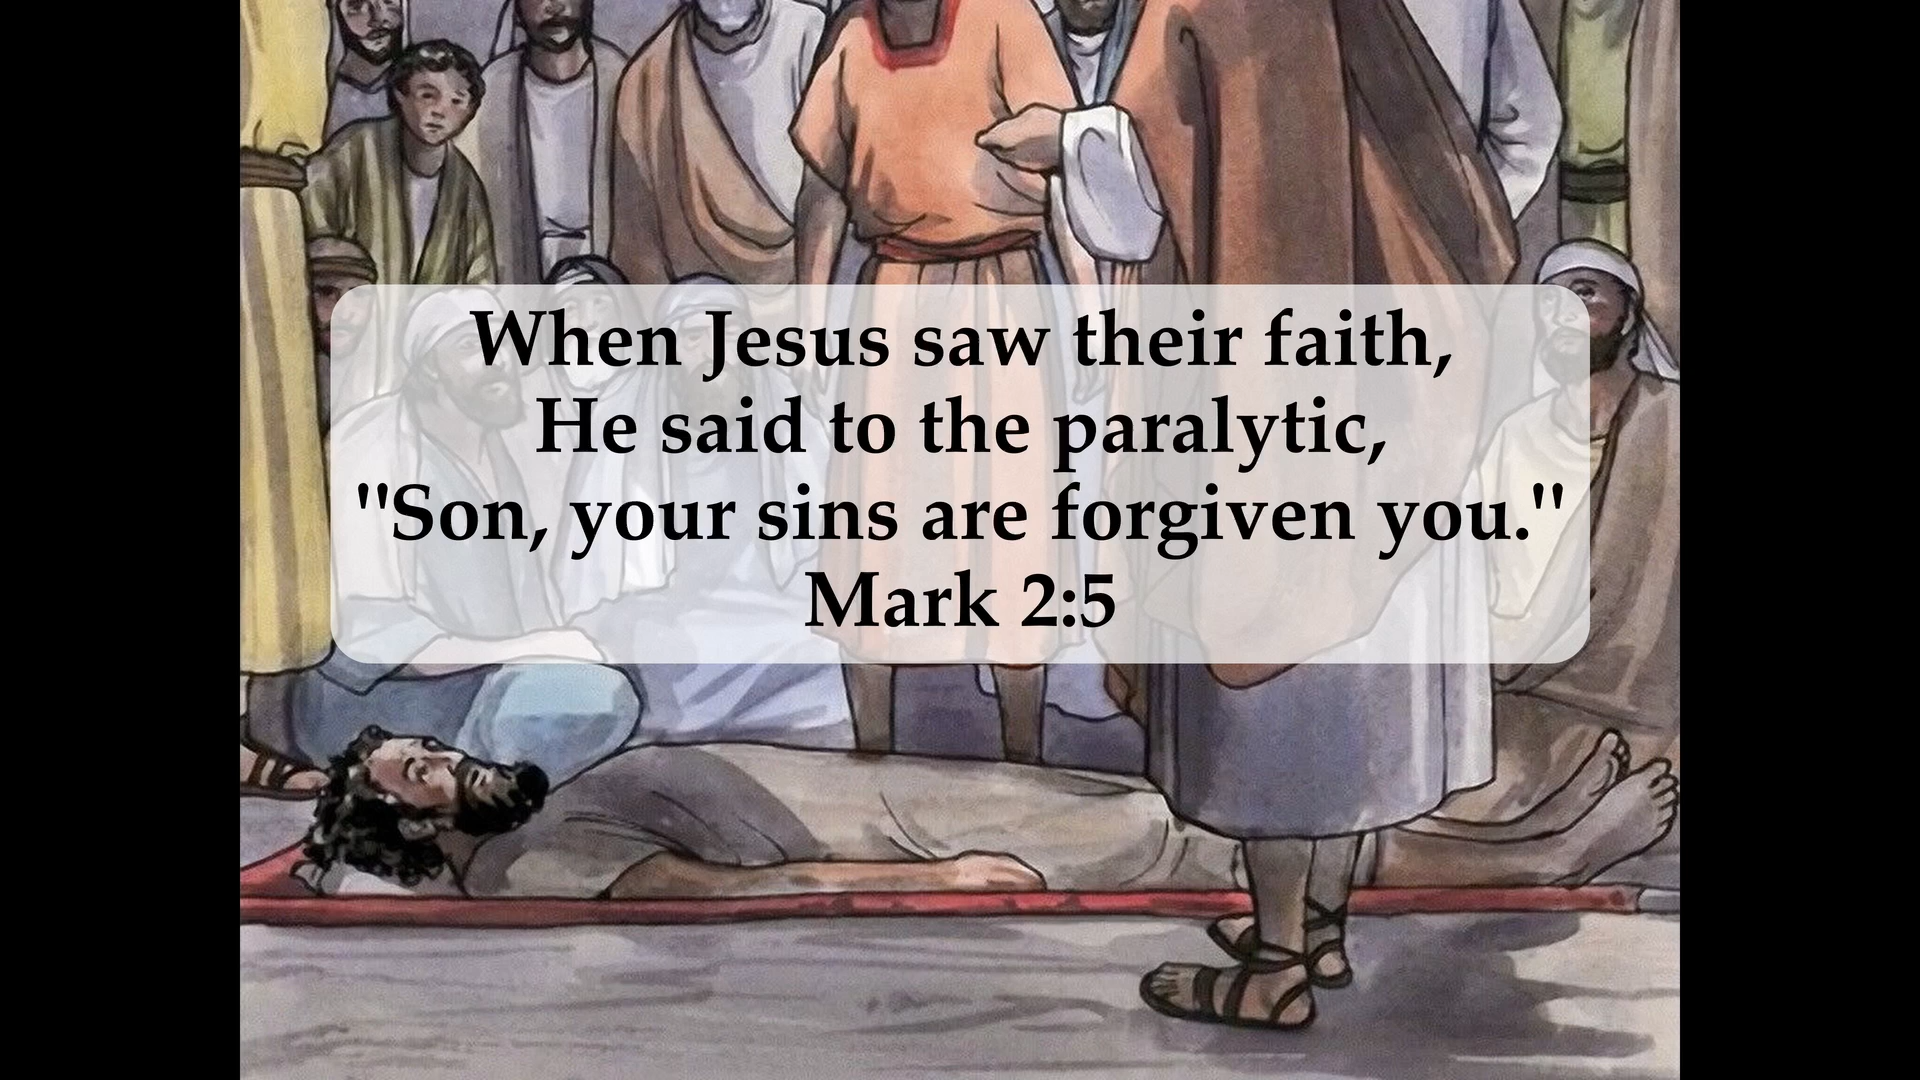 When Jesus saw their faith,
He said to the paralytic,
"Son, your sins are forgiven you."
Mark 2:5